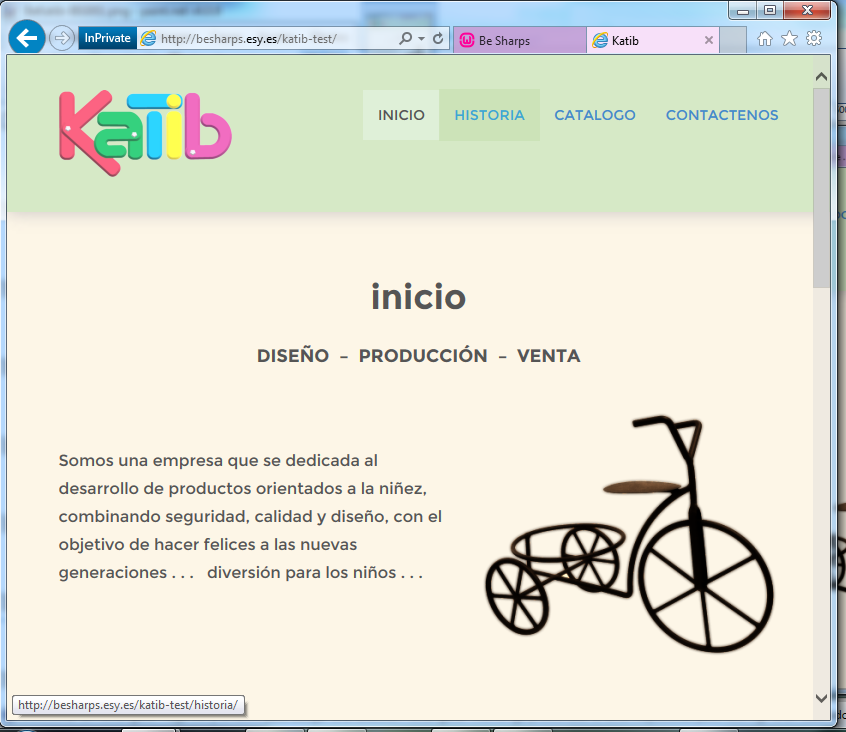 InPrivate
http://besharps.esy.es/katib-test/
Be Sharps
Katib
Katib
INICIO
HISTORIA
CATALOGO
CONTACTENOS
inicio
DISEÑO – PRODUCCIÓN – VENTA
Somos una empresa que se dedicada al
desarrollo de productos orientados a la niñez,
combinando seguridad, calidad y diseño, con el
objetivo de hacer felices a las nuevas
generaciones . . . diversión para los niños . . .
http://besharps.esy.es/katib-test/historia/